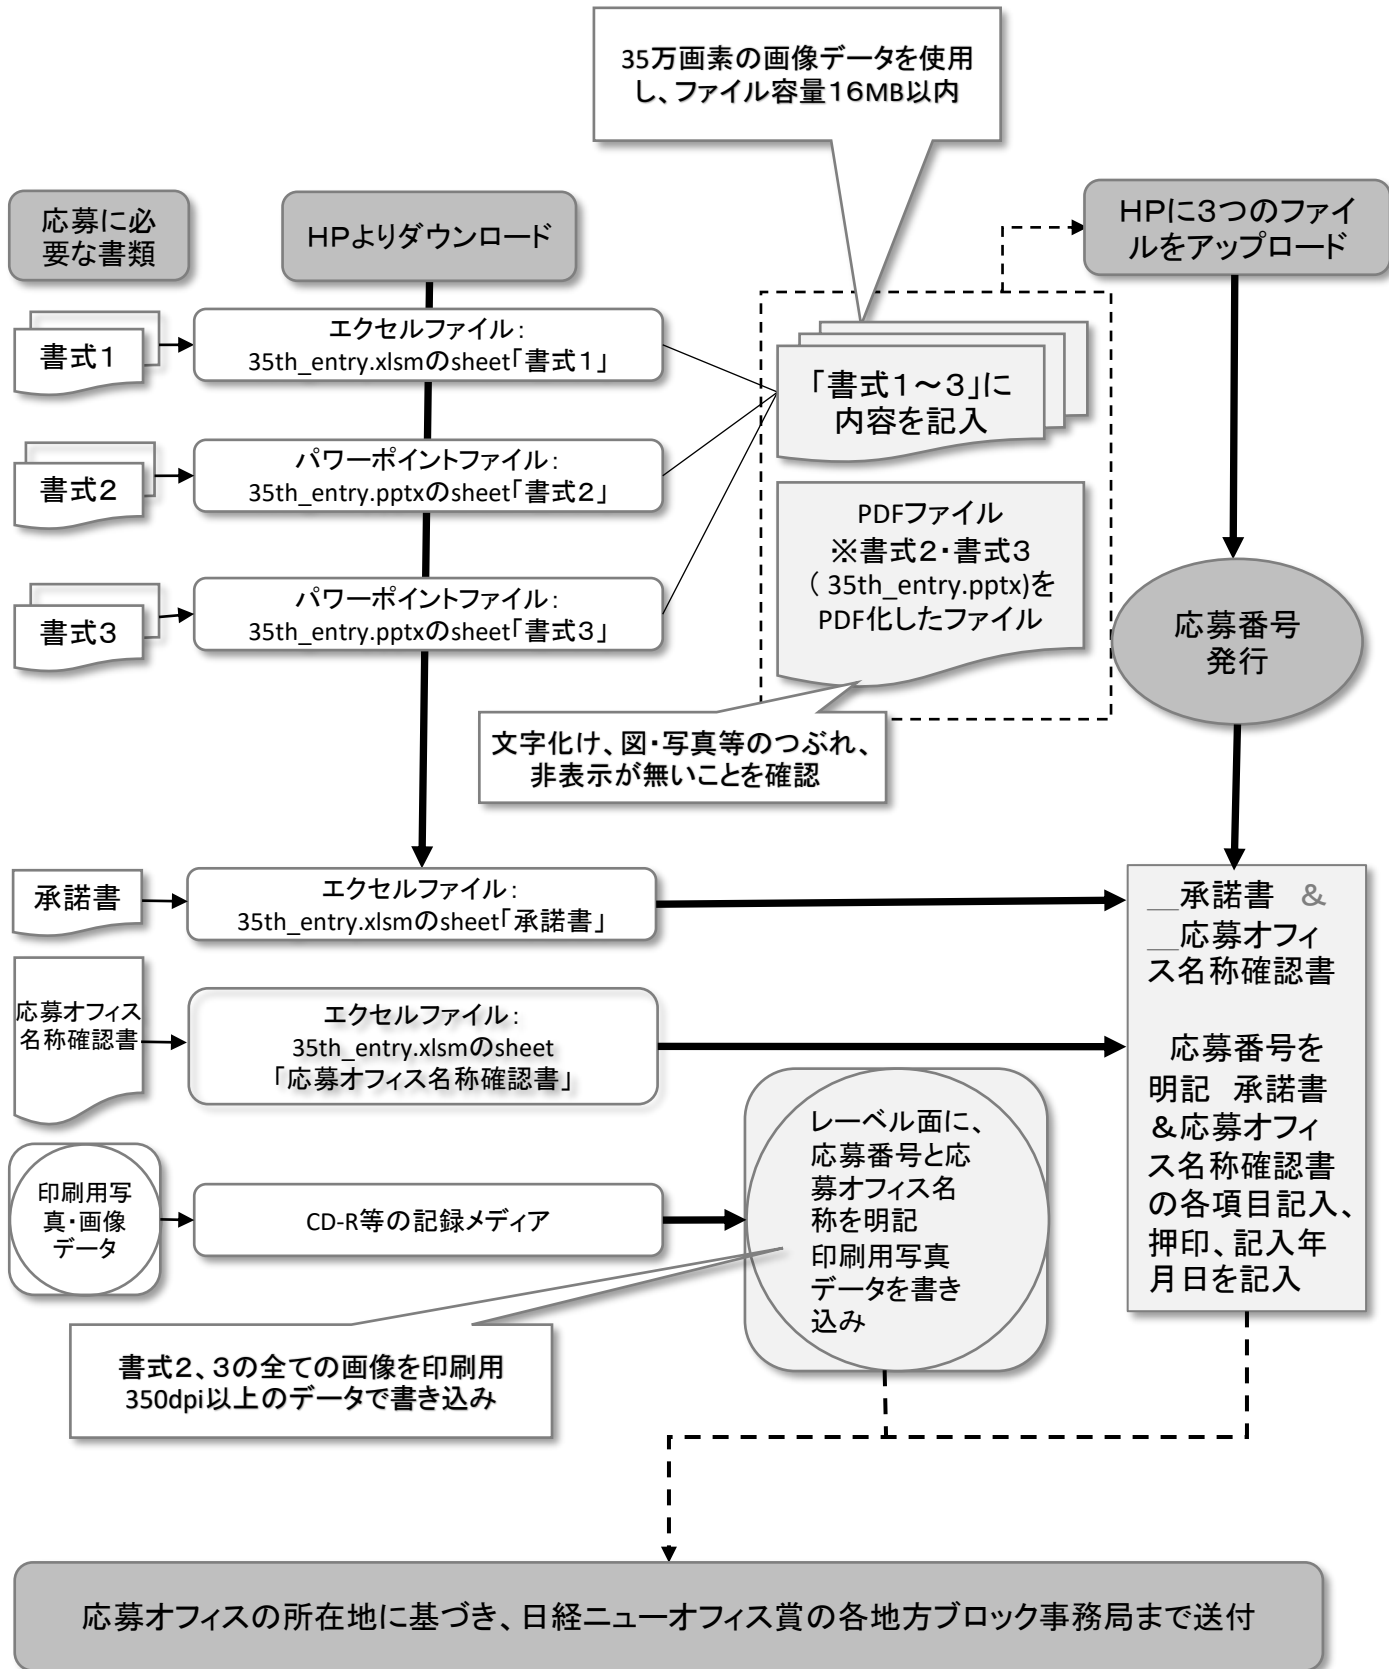 35万画素の画像データを使用
し、ファイル容量16MB以内
応募に必
要な書類
HPよりダウンロード
HPに3つのファイ
ルをアップロード
書式1
エクセルファイル：
35th_entry.xlsmのsheet「書式1」
「書式1～3」に
内容を記入
書式2
パワーポイントファイル：
35th_entry.pptxのsheet「書式2」
PDFファイル
※書式2・書式3
( 35th_entry.pptx)を
PDF化したファイル
書式3
パワーポイントファイル：
35th_entry.pptxのsheet「書式3」
応募番号
発行
文字化け、図・写真等のつぶれ、
非表示が無いことを確認
承諾書
エクセルファイル：
35th_entry.xlsmのsheet「承諾書」
__承諾書　&
__応募オフィ
ス名称確認書
応募番号を
明記　承諾書
＆応募オフィ
ス名称確認書
の各項目記入、
押印、記入年
月日を記入
応募オフィス
名称確認書
エクセルファイル：
35th_entry.xlsmのsheet
「応募オフィス名称確認書」
印刷用写
真・画像
データ
CD-R等の記録メディア
レーベル面に、
応募番号と応
募オフィス名
称を明記
印刷用写真
データを書き
込み
書式2、3の全ての画像を印刷用
350dpi以上のデータで書き込み
応募オフィスの所在地に基づき、日経ニューオフィス賞の各地方ブロック事務局まで送付